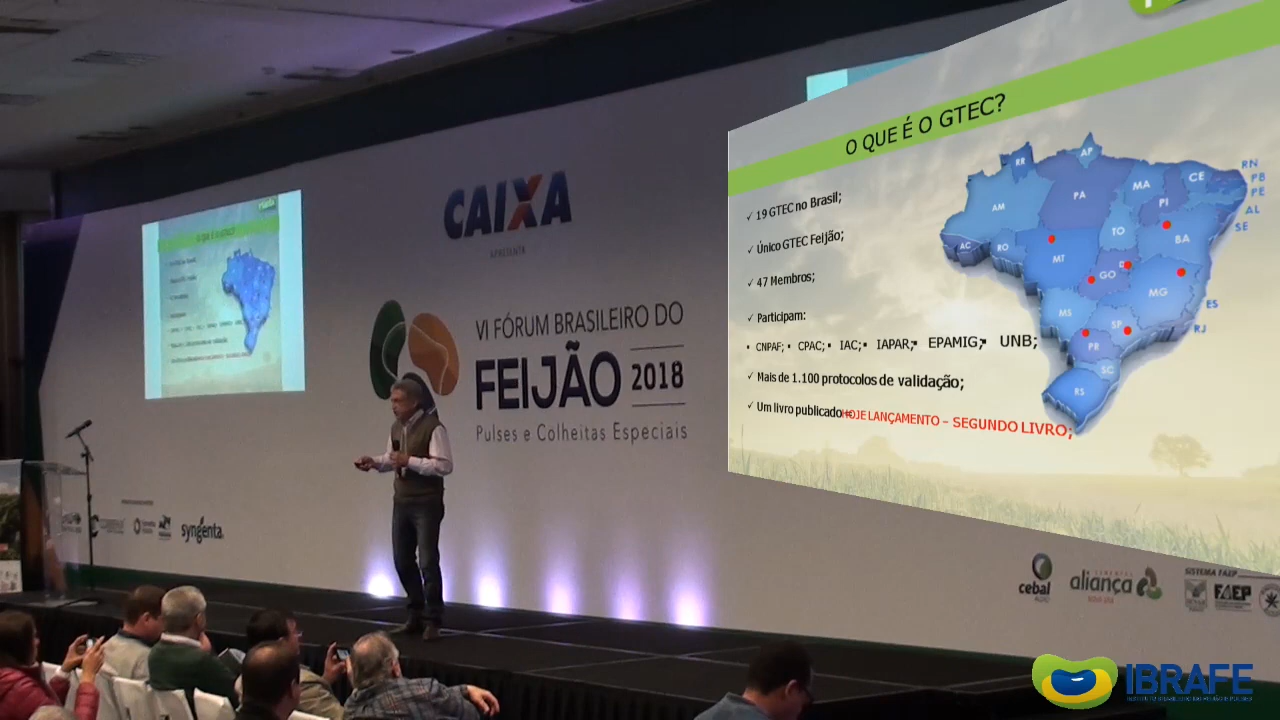 CAIXA
APRESENTA
VI FÓRUM BRASILEIRO DO
FEIJÃO 2018
Pulses e Colheitas Especiais
syngenta
O QUE É O GTEC?
✓ 19 GTEC no Brasil;
✓ Único GTEC Feijão;
✓ 47 Membros;
✓ Participam:
▪ CNPAF; ▪ CPAC; ▪ IAC; ▪ IAPAR; ▪ EPAMIG; ▪ UNB;
✓ Mais de 1.100 protocolos de validação;
✓ Um livro publicado HOJE LANÇAMENTO – SEGUNDO LIVRO;
RR
AP
AM
PA
MA
CE
RN
PB
PE
AL
SE
PI
AC
RO
TO
BA
MT
GO
MG
MS
ES
SP
RJ
PR
SC
RS
O QUE É O GTEC?
cebal
aliança
SISTEMA FAEP
FAEP
IBRAFE